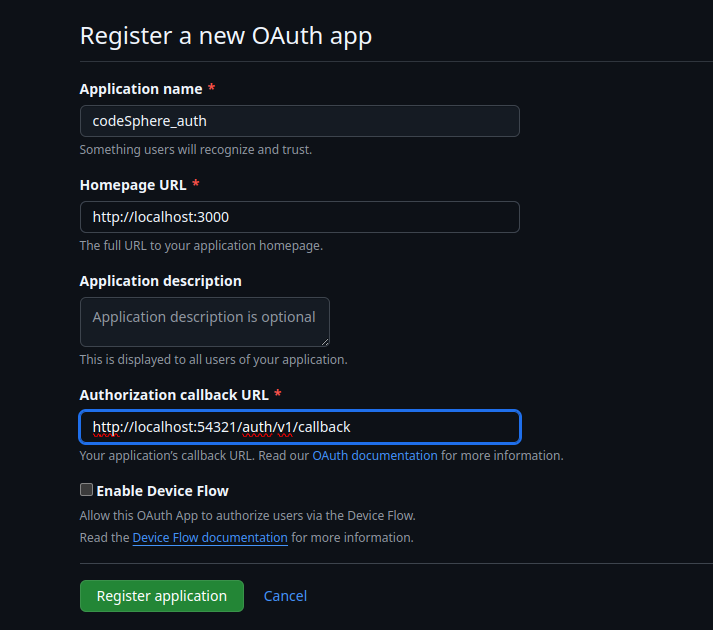 Register a new OAuth app
Application name *
codeSphere_auth
Something users will recognize and trust.
Homepage URL *
http://localhost:3000
The full URL to your application homepage.
Application description
Application description is optional
This is displayed to all users of your application.
Authorization callback URL *
http://localhost:54321/auth/v1/callback
Your application's callback URL. Read our OAuth documentation for more information.
Enable Device Flow
Allow this OAuth App to authorize users via the Device Flow.
Read the Device Flow documentation for more information.
Register application Cancel